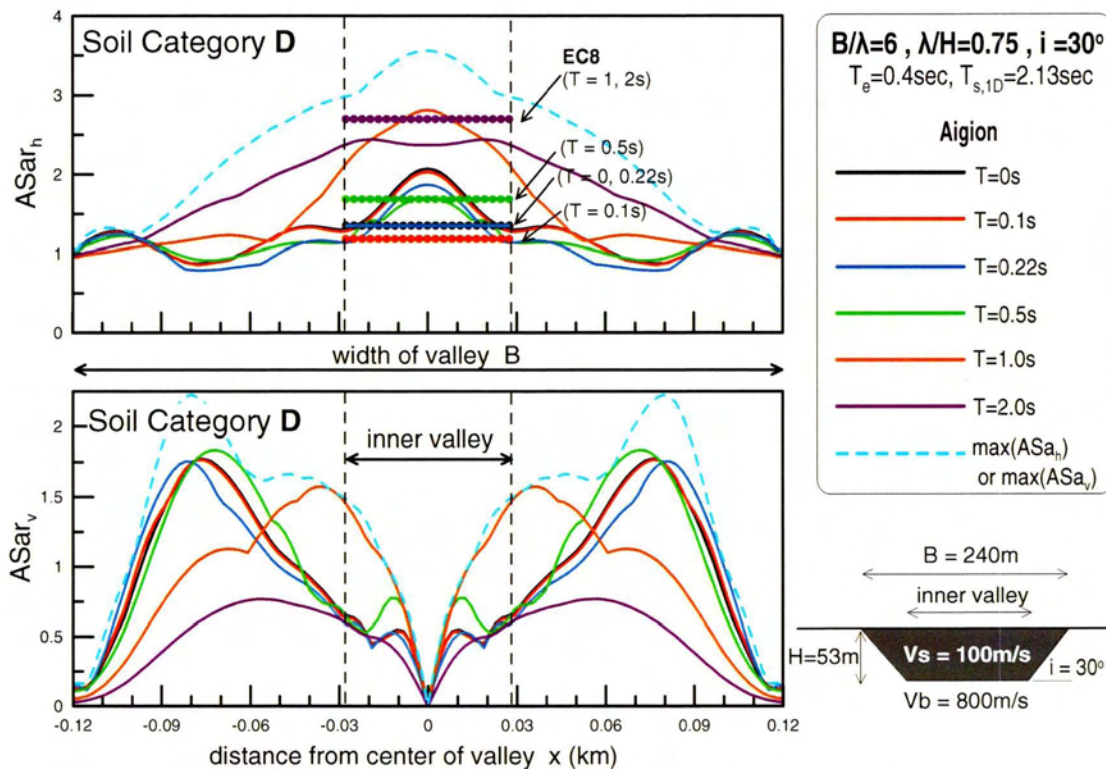 Soil Category D
EC8
(T = 1, 2s)
(T = 0.5s)
(T = 0, 0.22s)
(T = 0.1s)
ASar_h
4
3
2
1
0
width of valley B
Soil Category D
inner valley
ASar_v
2
1.5
1
0.5
0
-0.12 -0.09 -0.06 -0.03 0 0.03 0.06 0.09 0.12
distance from center of valley x (km)
B/λ=6 , λ/H=0.75 , i =30°
T_e=0.4sec, T_s,1D=2.13sec
Aigion
T=0s
T=0.1s
T=0.22s
T=0.5s
T=1.0s
T=2.0s
max(ASa_h)
or max(ASa_v)
B = 240m
inner valley
H=53m
Vs = 100m/s
i = 30°
Vb = 800m/s